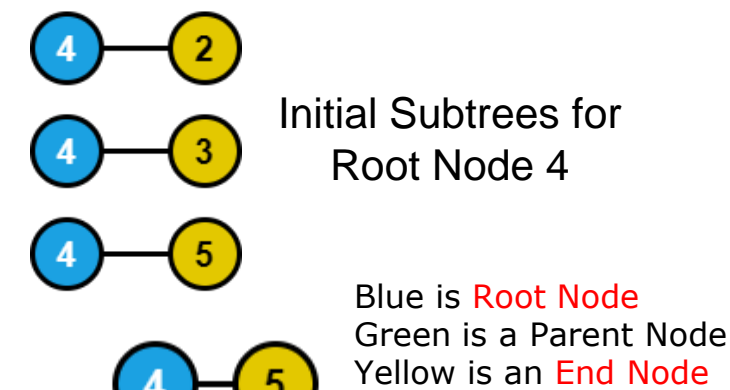 4 2
Initial Subtrees for
4 3
Root Node 4
4 5
Blue is Root Node
Green is a Parent Node
Yellow is an End Node
4 5